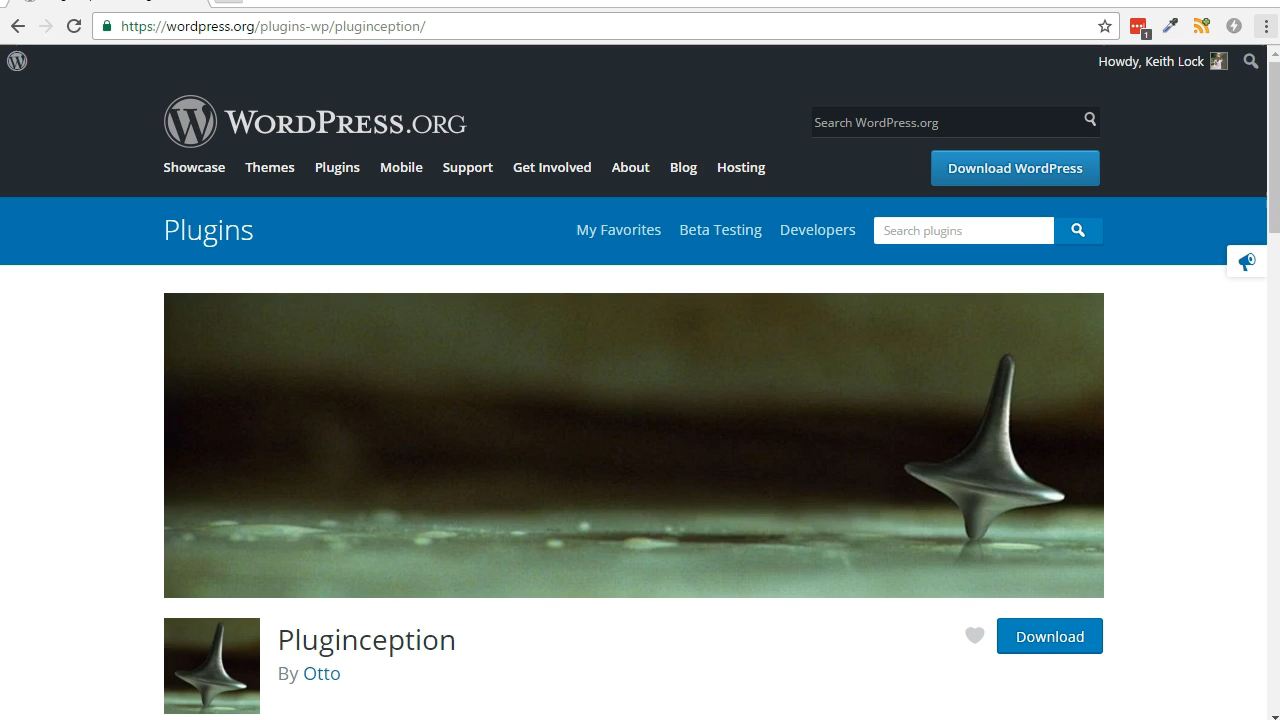 https://wordpress.org/plugins-wp/pluginception/
1
Howdy, Keith Lock
WORDPRESS.ORG
Search WordPress.org
Showcase Themes Plugins Mobile Support Get Involved About Blog Hosting
Download WordPress
Plugins
My Favorites Beta Testing Developers
Search plugins
Pluginception
Download
By Otto